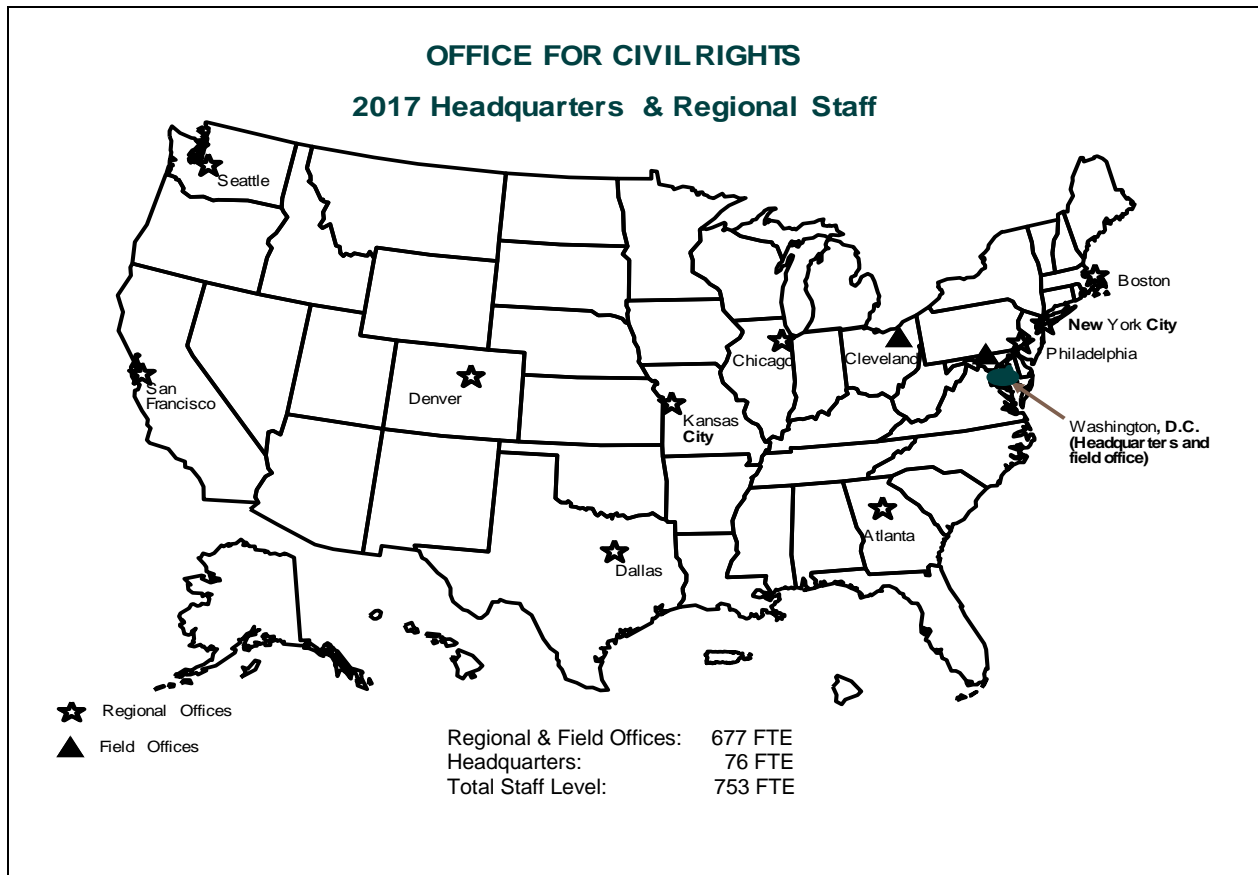 OFFICE FOR CIVIL RIGHTS
2017 Headquarters & Regional Staff
Seattle
Boston
New York City
Chicago
Cleveland
Philadelphia
San
Francisco
Denver
Kansas
City
Washington, D.C.
(Headquarters and
field office)
Atlanta
Dallas
Regional Offices
Field Offices
Regional & Field Offices: 677 FTE
Headquarters: 76 FTE
Total Staff Level: 753 FTE